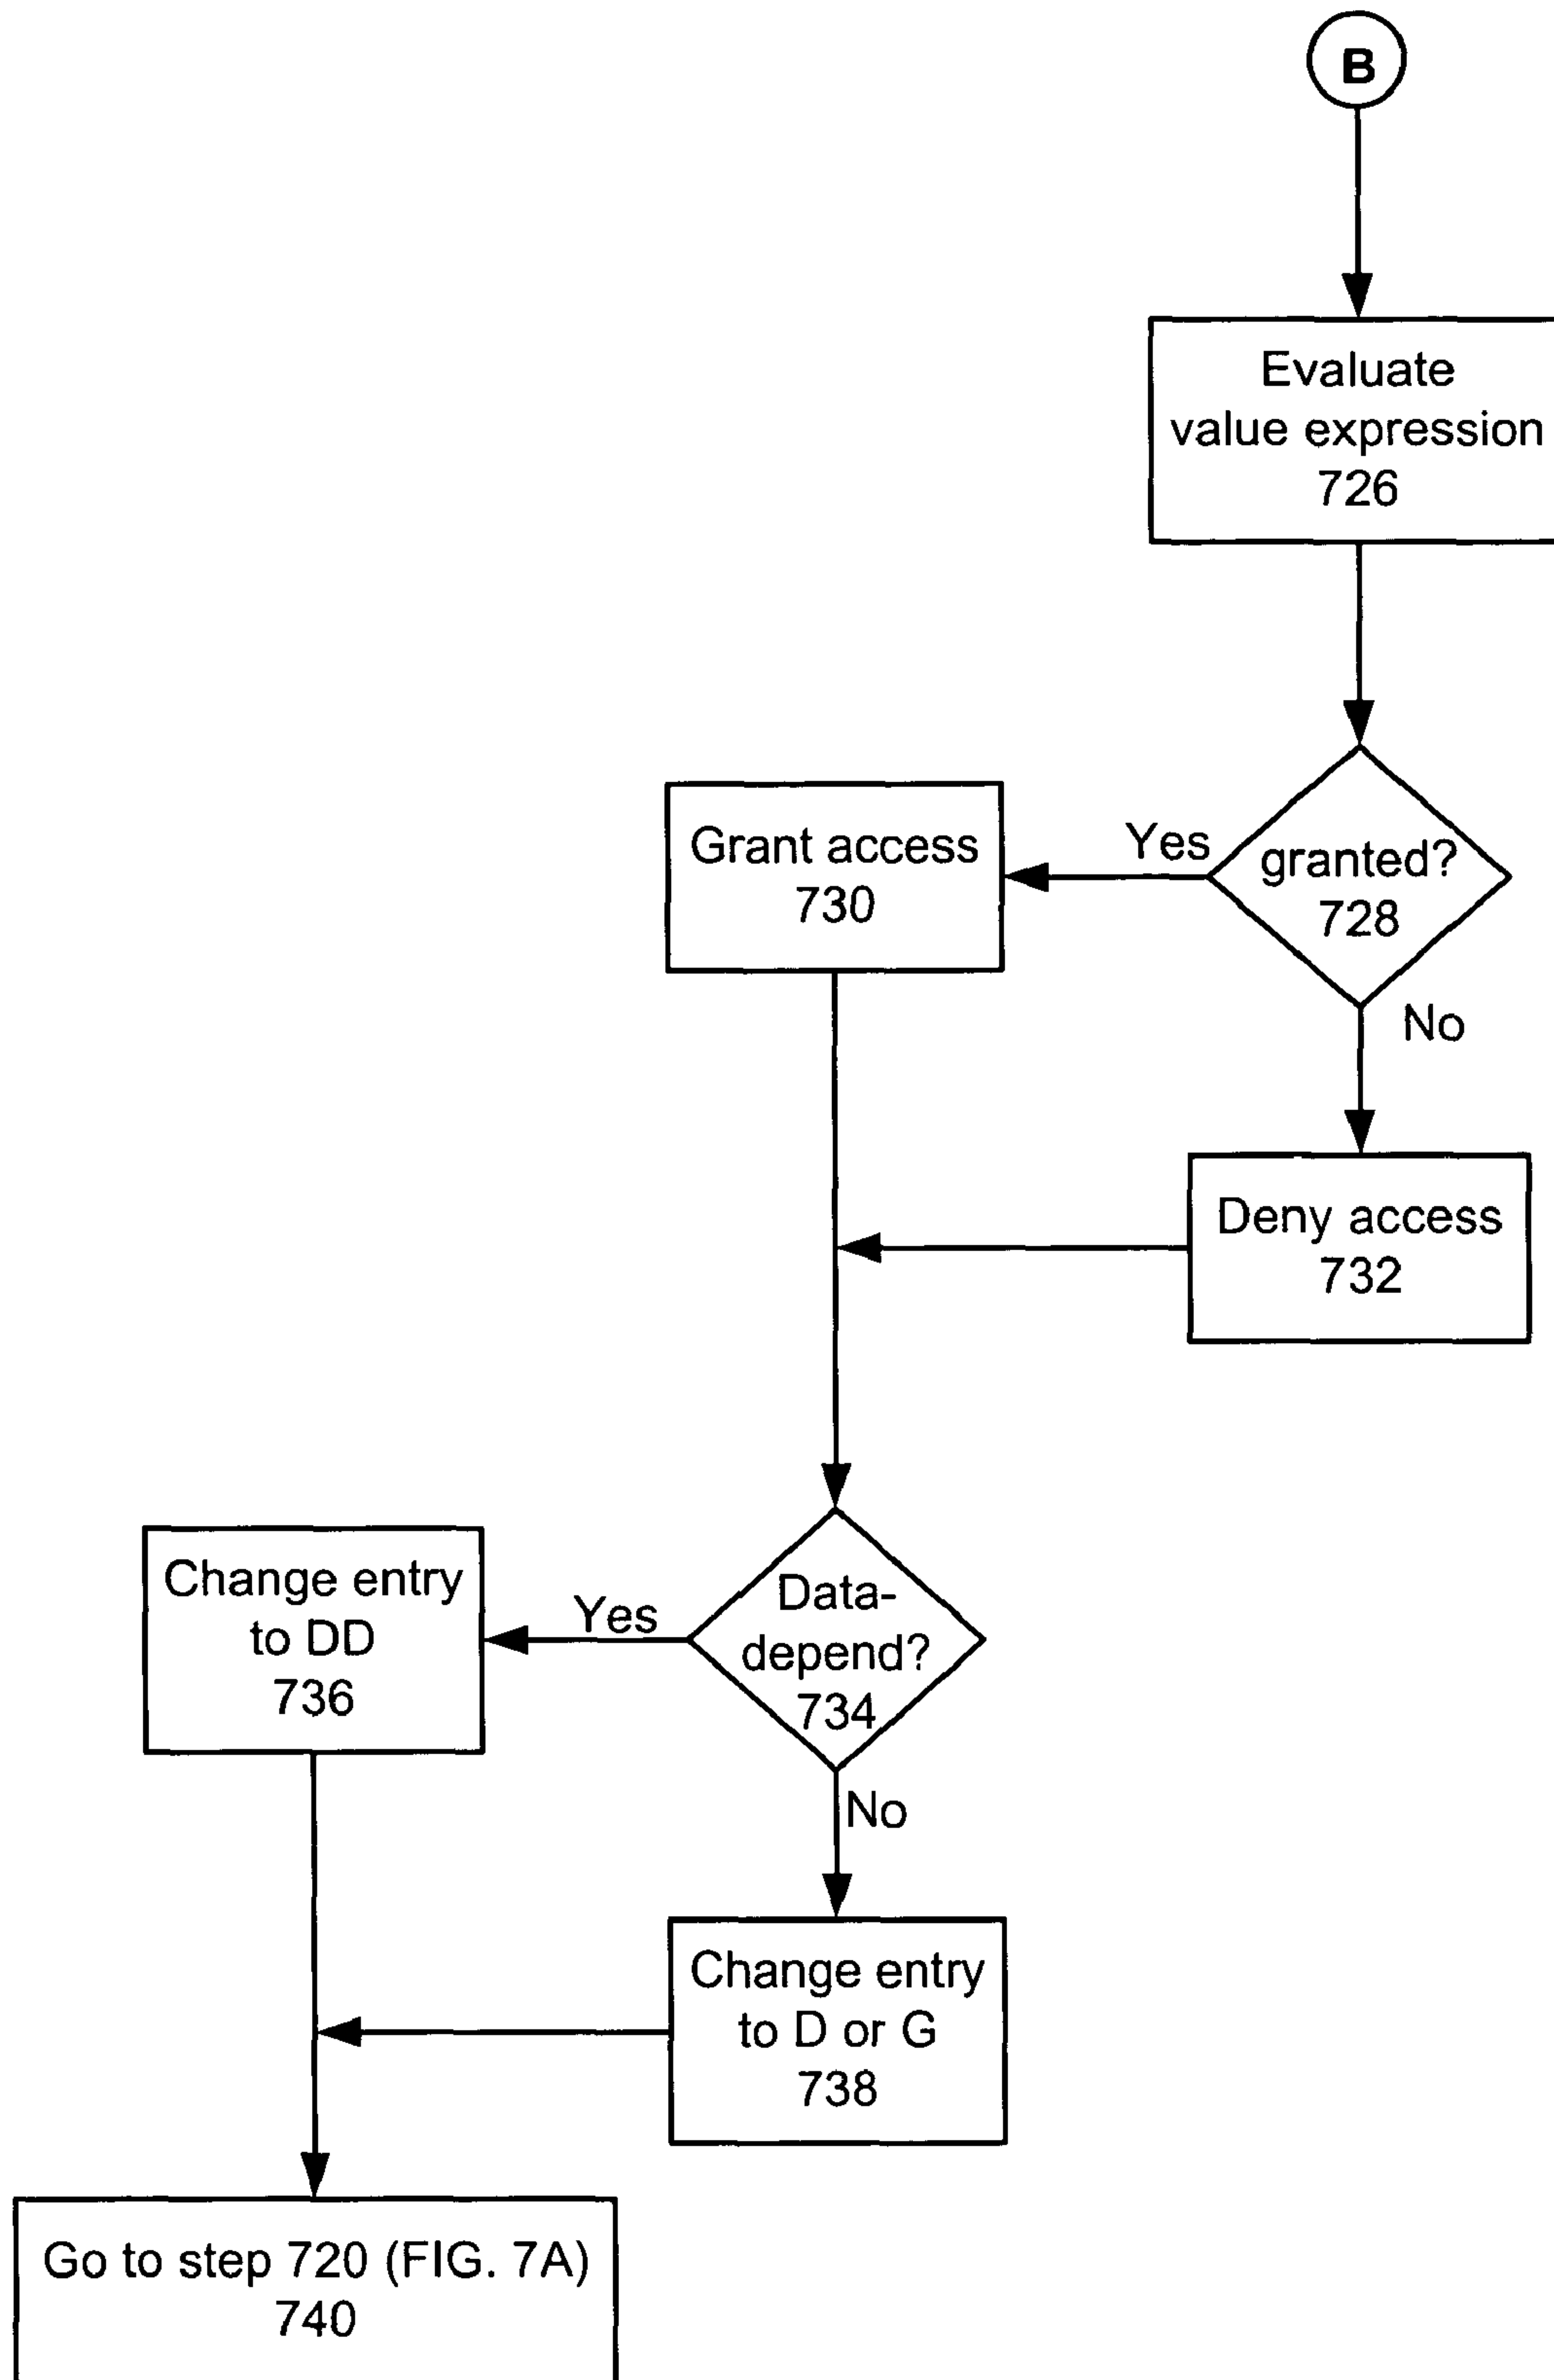 B
Evaluate
value expression
726
Grant access
730
Yes
granted?
728
No
Deny access
732
Change entry
to DD
736
Yes
Data-
depend?
734
No
Change entry
to D or G
738
Go to step 720 (FIG. 7A)
740